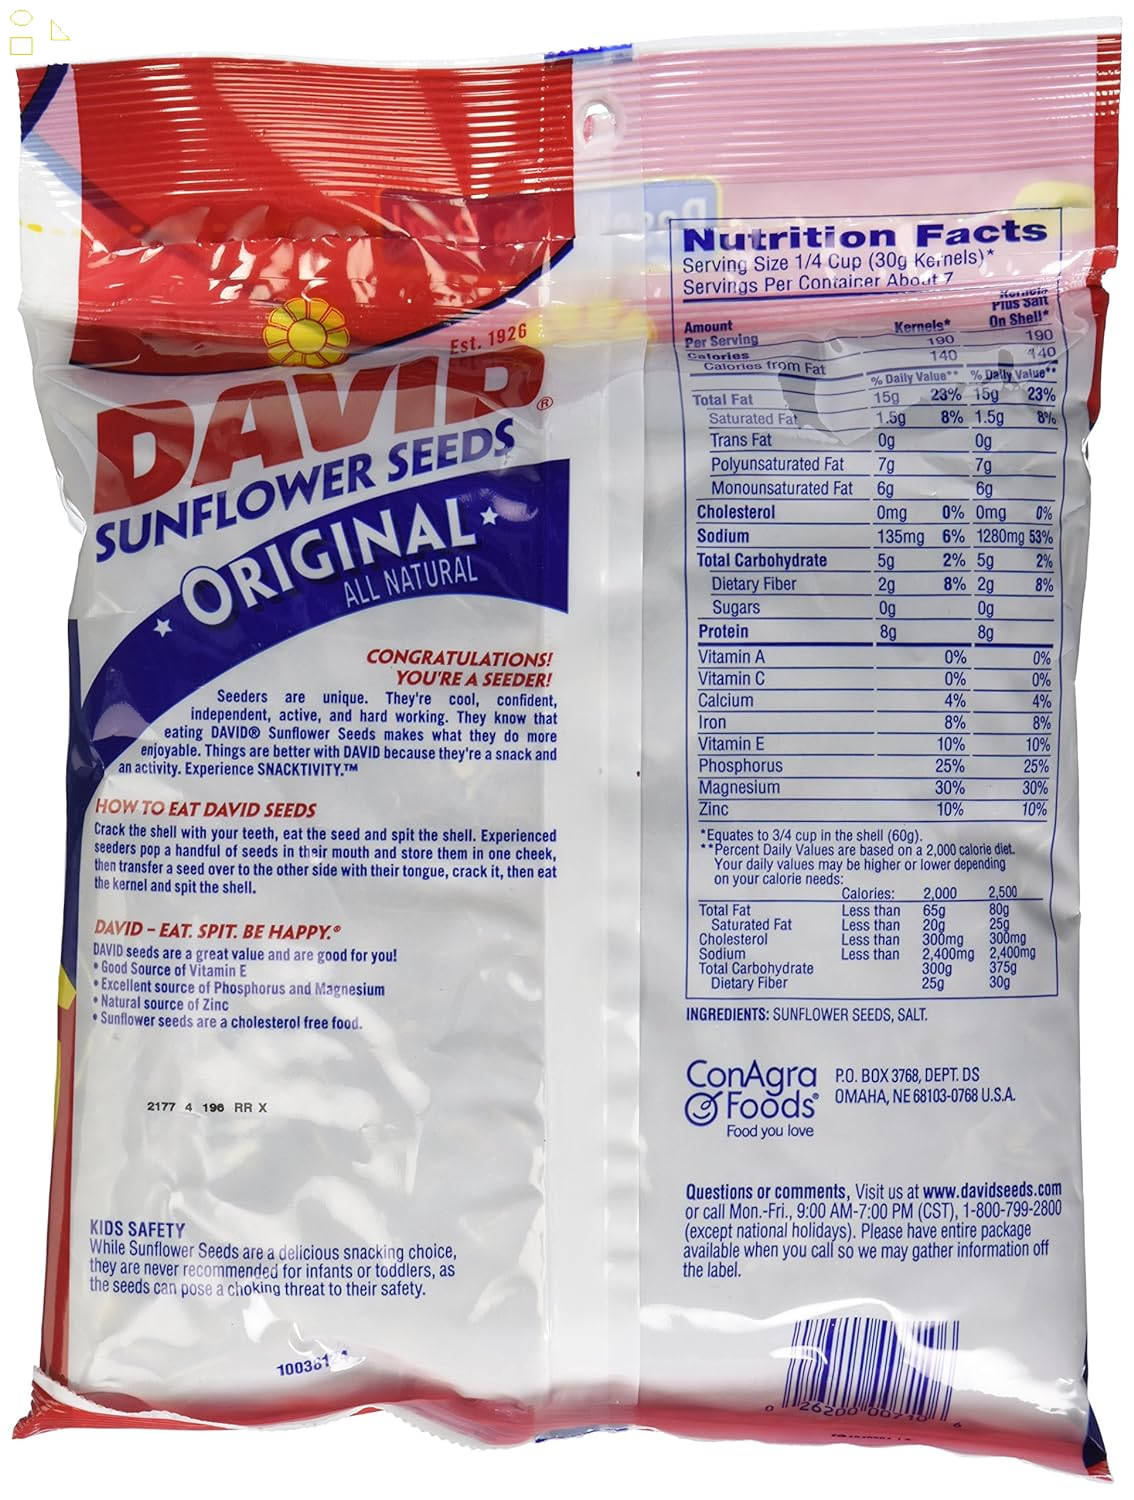 Est. 1926
DAVID®
SUNFLOWER SEEDS
ORIGINAL
ALL NATURAL
CONGRATULATIONS!
YOU'RE A SEEDER!
Seeders are unique. They're cool, confident,
independent, active, and hard working. They know that
eating DAVID® Sunflower Seeds makes what they do more
enjoyable. Things are better with DAVID because they're a snack and
an activity. Experience SNACKTIVITY.™
HOW TO EAT DAVID SEEDS
Crack the shell with your teeth, eat the seed and spit the shell. Experienced
seeders pop a handful of seeds in their mouth and store them in one cheek,
then transfer a seed over to the other side with their tongue, crack it, then eat
the kernel and spit the shell.
DAVID – EAT. SPIT. BE HAPPY.®
DAVID seeds are a great value and are good for you!
• Good Source of Vitamin E
• Excellent source of Phosphorus and Magnesium
• Natural source of Zinc
• Sunflower seeds are a cholesterol free food.
2177 4 196 RR X
KIDS SAFETY
While Sunflower Seeds are a delicious snacking choice,
they are never recommended for infants or toddlers, as
the seeds can pose a choking threat to their safety.
Nutrition Facts
Serving Size 1/4 Cup (30g Kernels)*
Servings Per Container About 7
Kernels
Plus Salt
Amount Kernels* On Shell*
Per Serving 190 190
Calories 140 140
Calories from Fat
% Daily Value** % Daily Value**
Total Fat 15g 23% 15g 23%
Saturated Fat 1.5g 8% 1.5g 8%
Trans Fat 0g 0g
Polyunsaturated Fat 7g 7g
Monounsaturated Fat 6g 6g
Cholesterol 0mg 0% 0mg 0%
Sodium 135mg 6% 1280mg 53%
Total Carbohydrate 5g 2% 5g 2%
Dietary Fiber 2g 8% 2g 8%
Sugars 0g 0g
Protein 8g 8g
Vitamin A 0% 0%
Vitamin C 0% 0%
Calcium 4% 4%
Iron 8% 8%
Vitamin E 10% 10%
Phosphorus 25% 25%
Magnesium 30% 30%
Zinc 10% 10%
*Equates to 3/4 cup in the shell (60g).
**Percent Daily Values are based on a 2,000 calorie diet.
Your daily values may be higher or lower depending
on your calorie needs:
Calories: 2,000 2,500
Total Fat Less than 65g 80g
Saturated Fat Less than 20g 25g
Cholesterol Less than 300mg 300mg
Sodium Less than 2,400mg 2,400mg
Total Carbohydrate 300g 375g
Dietary Fiber 25g 30g
INGREDIENTS: SUNFLOWER SEEDS, SALT.
ConAgra
Foods®
Food you love
P.O. BOX 3768, DEPT. DS
OMAHA, NE 68103-0768 U.S.A.
Questions or comments, Visit us at www.davidseeds.com
or call Mon.-Fri., 9:00 AM-7:00 PM (CST), 1-800-799-2800
(except national holidays). Please have entire package
available when you call so we may gather information off
the label.
0 26200 00710 6